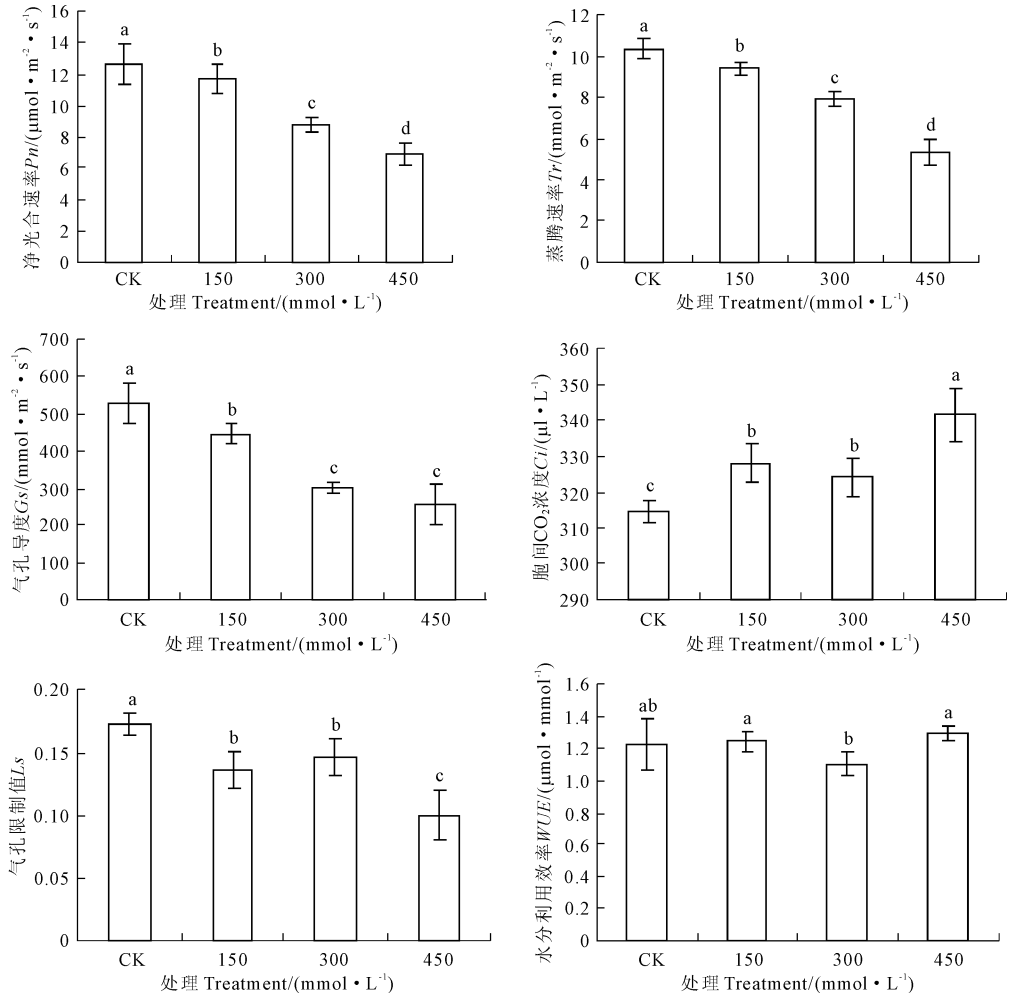 净光合速率Pn/(μmol·m⁻²·s⁻¹)
16
14
12
10
8
6
4
2
0
a
b
c
d
CK 150 300 450
处理 Treatment/(mmol·L⁻¹)
蒸腾速率Tr/(mmol·m⁻²·s⁻¹)
12
10
8
6
4
2
0
a
b
c
d
CK 150 300 450
处理 Treatment/(mmol·L⁻¹)
气孔导度Gs/(mmol·m⁻²·s⁻¹)
700
600
500
400
300
200
100
0
a
b
c
c
CK 150 300 450
处理 Treatment/(mmol·L⁻¹)
胞间CO₂浓度Ci/(μl·L⁻¹)
360
350
340
330
320
310
300
290
c
b
b
a
CK 150 300 450
处理 Treatment/(mmol·L⁻¹)
气孔限制值Ls
0.20
0.15
0.10
0.05
0
a
b
b
c
CK 150 300 450
处理 Treatment/(mmol·L⁻¹)
水分利用效率WUE/(μmol·mmol⁻¹)
1.6
1.4
1.2
1.0
0.8
0.6
0.4
0.2
0
ab
a
b
a
CK 150 300 450
处理 Treatment/(mmol·L⁻¹)